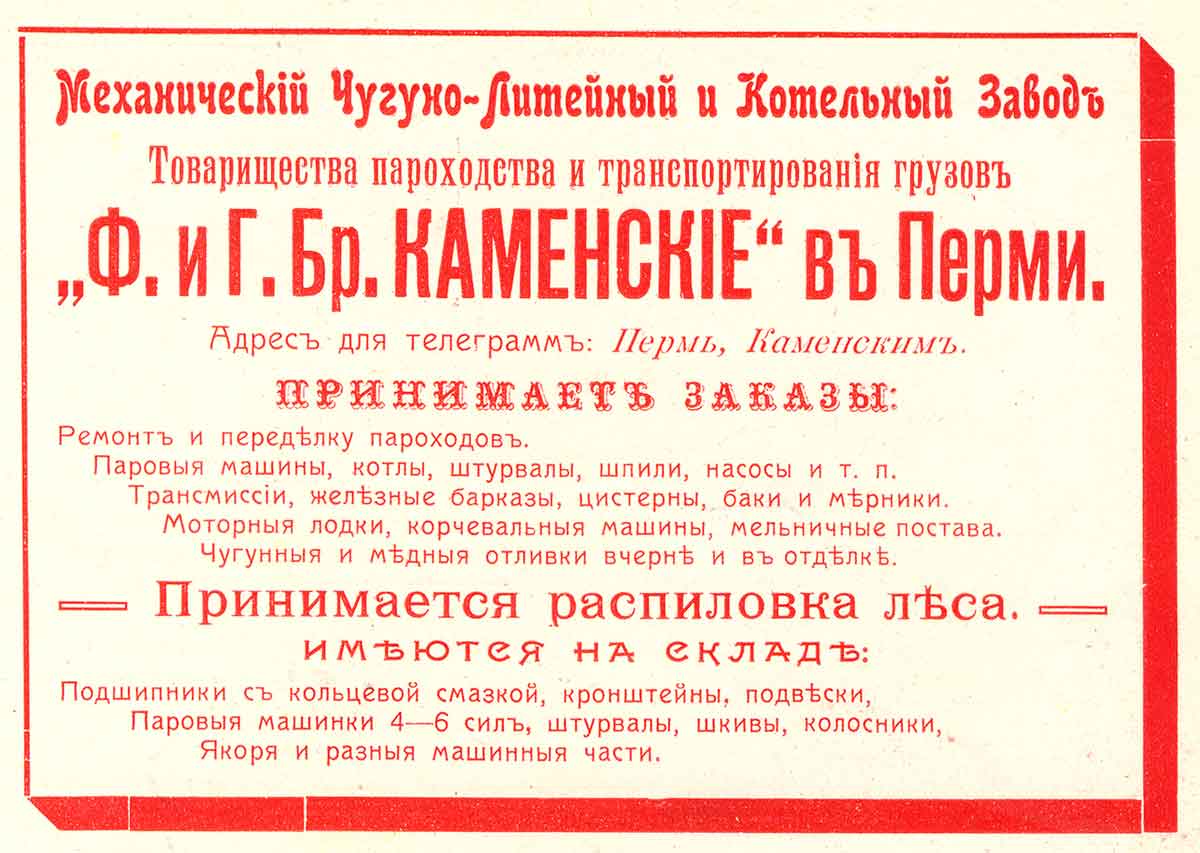 Механическій Чугуно-Литейный и Котельный Заводъ
Товарищества пароходства и транспортированія грузовъ
„Ф. и Г. Бр. КАМЕНСКІЕ“ въ Перми.
Адресъ для телеграммъ: Пермь, Каменскимъ.
ПРИНИМАЕТЪ ЗАКАЗЫ:
Ремонтъ и передѣлку пароходовъ.
Паровыя машины, котлы, штурвалы, шпили, насосы и т. п.
Трансмиссіи, желѣзные барказы, цистерны, баки и мѣрники.
Моторныя лодки, корчевальныя машины, мельничные постава.
Чугунныя и мѣдныя отливки вчернѣ и въ отдѣлкѣ.
Принимается распиловка лѣса.
ИМѢЮТСЯ НА СКЛАДѢ:
Подшипники съ кольцевой смазкой, кронштейны, подвѣски,
Паровыя машинки 4—6 силъ, штурвалы, шкивы, колосники,
Якоря и разныя машинныя части.